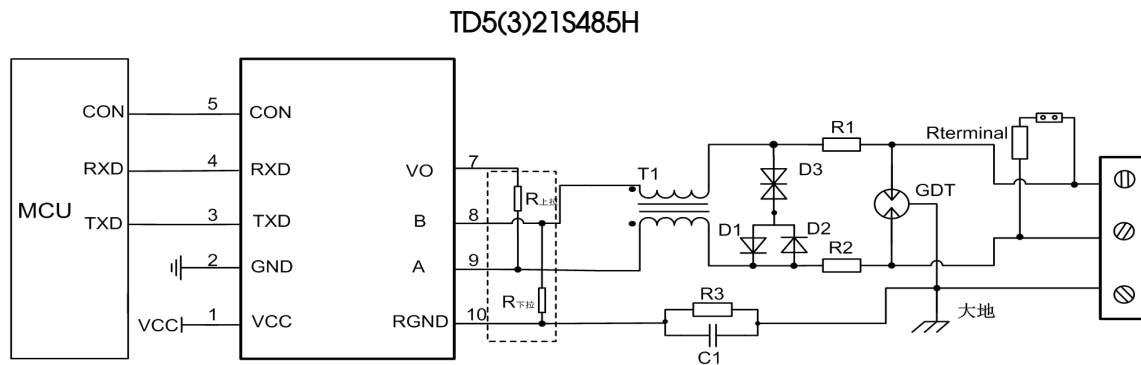 TD5(3)21S485H
MCU
CON
RXD
TXD
5
4
3
2
1
CON
RXD
TXD
GND
VCC
VCC
VO
B
A
RGND
7
8
9
10
R上拉
R下拉
T1
D3
D1
D2
R1
R2
GDT
R3
C1
Rterminal
大地